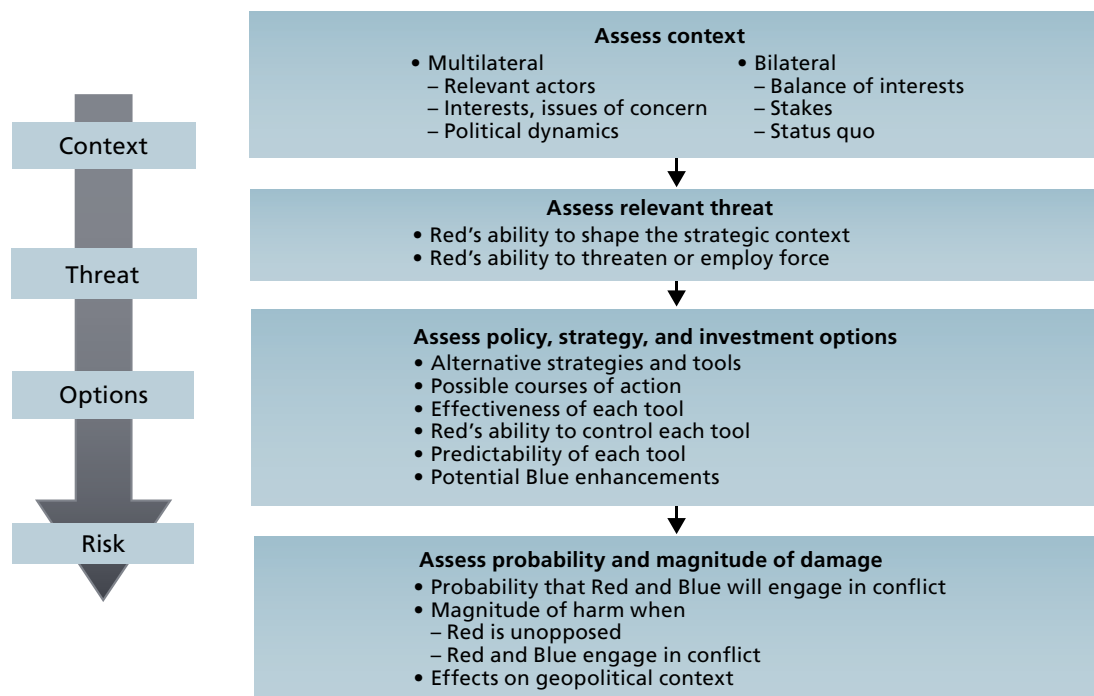 Context
Threat
Options
Risk
Assess context
• Multilateral
– Relevant actors
– Interests, issues of concern
– Political dynamics
• Bilateral
– Balance of interests
– Stakes
– Status quo
Assess relevant threat
• Red's ability to shape the strategic context
• Red's ability to threaten or employ force
Assess policy, strategy, and investment options
• Alternative strategies and tools
• Possible courses of action
• Effectiveness of each tool
• Red's ability to control each tool
• Predictability of each tool
• Potential Blue enhancements
Assess probability and magnitude of damage
• Probability that Red and Blue will engage in conflict
• Magnitude of harm when
– Red is unopposed
– Red and Blue engage in conflict
• Effects on geopolitical context